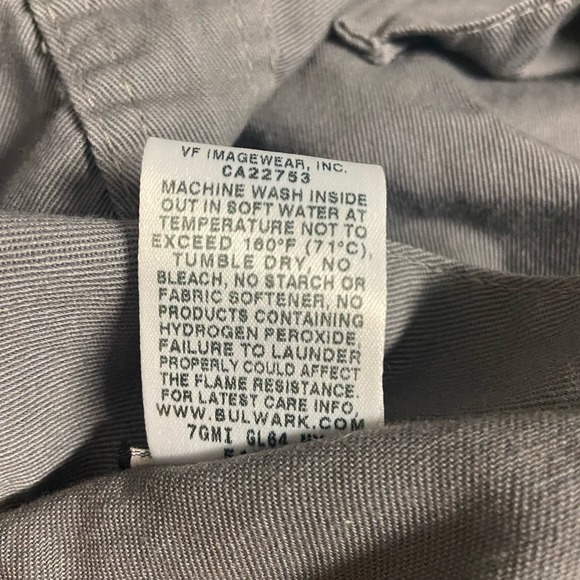 VF IMAGEWEAR, INC.
CA22753
MACHINE WASH INSIDE
OUT IN SOFT WATER AT
TEMPERATURE NOT TO
EXCEED 160°F (71°C),
TUMBLE DRY, NO
BLEACH, NO STARCH OR
FABRIC SOFTENER, NO
PRODUCTS CONTAINING
HYDROGEN PEROXIDE
FAILURE TO LAUNDER
PROPERLY COULD AFFECT
THE FLAME RESISTANCE.
FOR LATEST CARE INFO,
WWW.BULWARK.COM
7GMI GL64